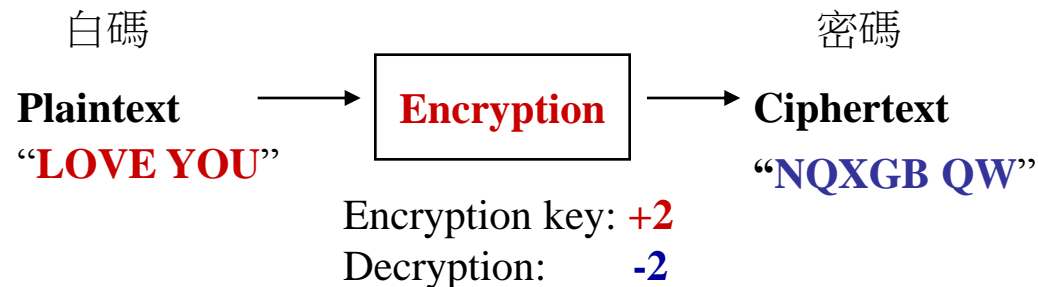 白碼
密碼
Plaintext
Encryption
Ciphertext
“LOVE YOU”
“NQXGB QW”
Encryption key: +2
Decryption: -2